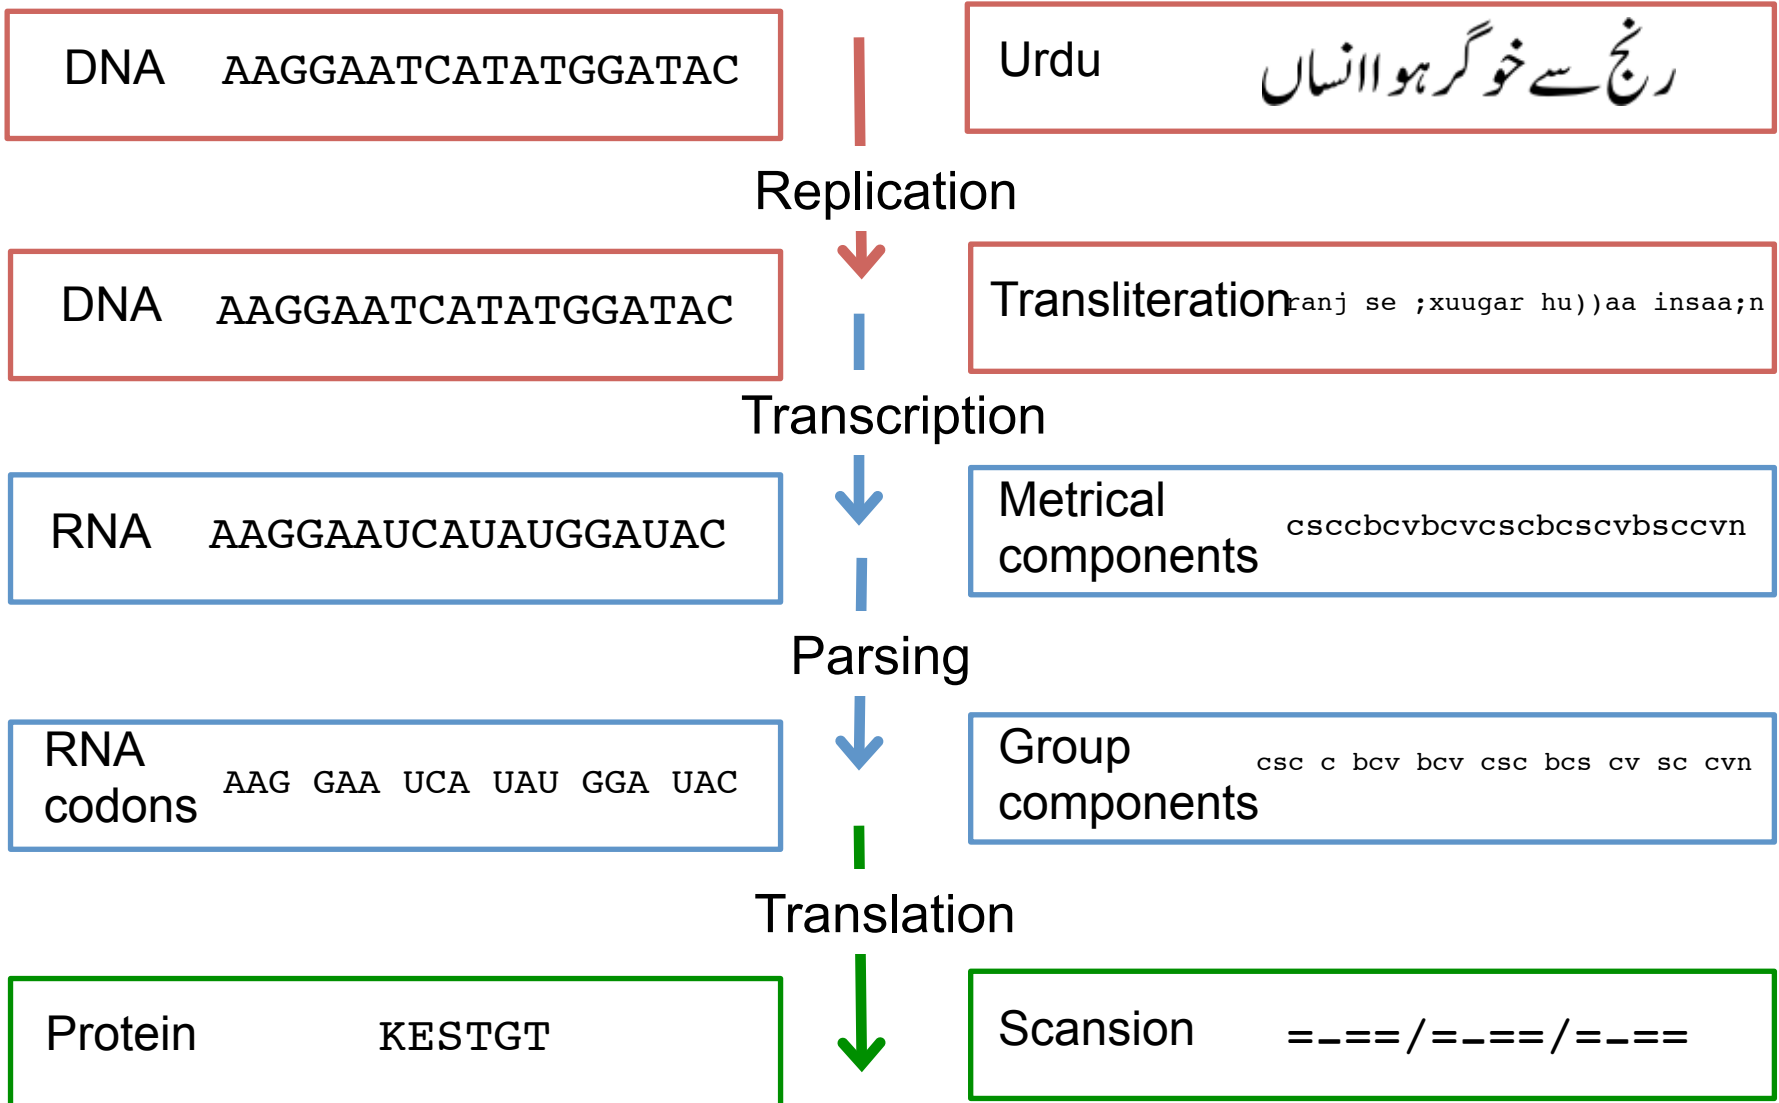 DNA AAGGAATCATATGGATAC
Urdu رنج سے خوگر ہو اانساں
Replication
DNA AAGGAATCATATGGATAC
Transliteration ranj se ;xuugar hu))aa insaa;n
Transcription
RNA AAGGAAUCAUAUGGAUAC
Metrical
components csccbcvbcvcscbcscvbsccvn
Parsing
RNA
codons AAG GAA UCA UAU GGA UAC
Group
components csc c bcv bcv csc bcs cv sc cvn
Translation
Protein KESTGT
Scansion =-==/=-==/=-==